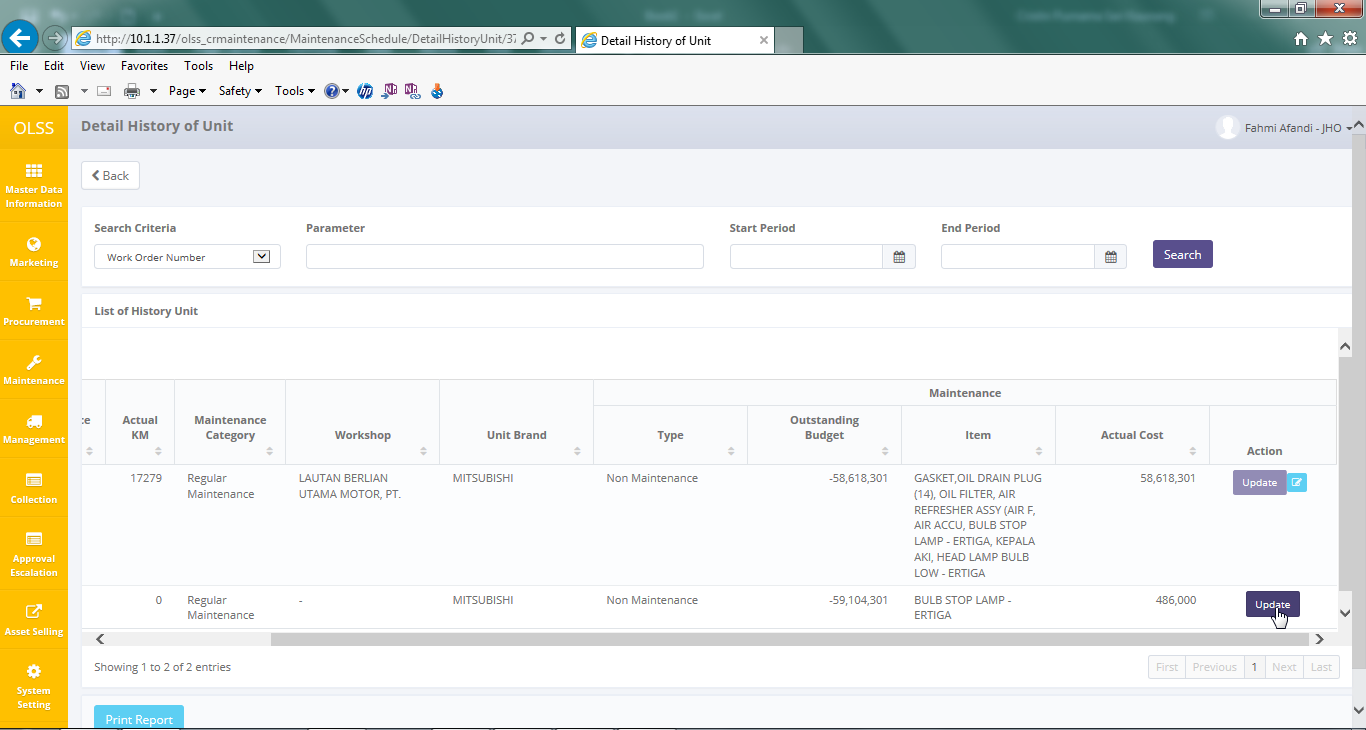 http://10.1.1.37/olss_crmaintenance/MaintenanceSchedule/DetailHistoryUnit/37
Detail History of Unit
File Edit View Favorites Tools Help
Page Safety Tools
OLSS
Detail History of Unit
Fahmi Afandi - JHO
Master Data
Information
Marketing
Procurement
Maintenance
Management
Collection
Approval
Escalation
Asset Selling
System
Setting
Back
Search Criteria Parameter Start Period End Period
Work Order Number
Search
List of History Unit
Maintenance
Actual
KM
Maintenance
Category
Workshop
Unit Brand
Type
Outstanding
Budget
Item
Actual Cost
Action
17279
Regular
Maintenance
LAUTAN BERLIAN
UTAMA MOTOR, PT.
MITSUBISHI
Non Maintenance
-58,618,301
GASKET,OIL DRAIN PLUG
(14), OIL FILTER, AIR
REFRESHER ASSY (AIR F,
AIR ACCU, BULB STOP
LAMP - ERTIGA, KEPALA
AKI, HEAD LAMP BULB
LOW - ERTIGA
58,618,301
Update
0
Regular
Maintenance
-
MITSUBISHI
Non Maintenance
-59,104,301
BULB STOP LAMP -
ERTIGA
486,000
Update
Showing 1 to 2 of 2 entries
First Previous 1 Next Last
Print Report